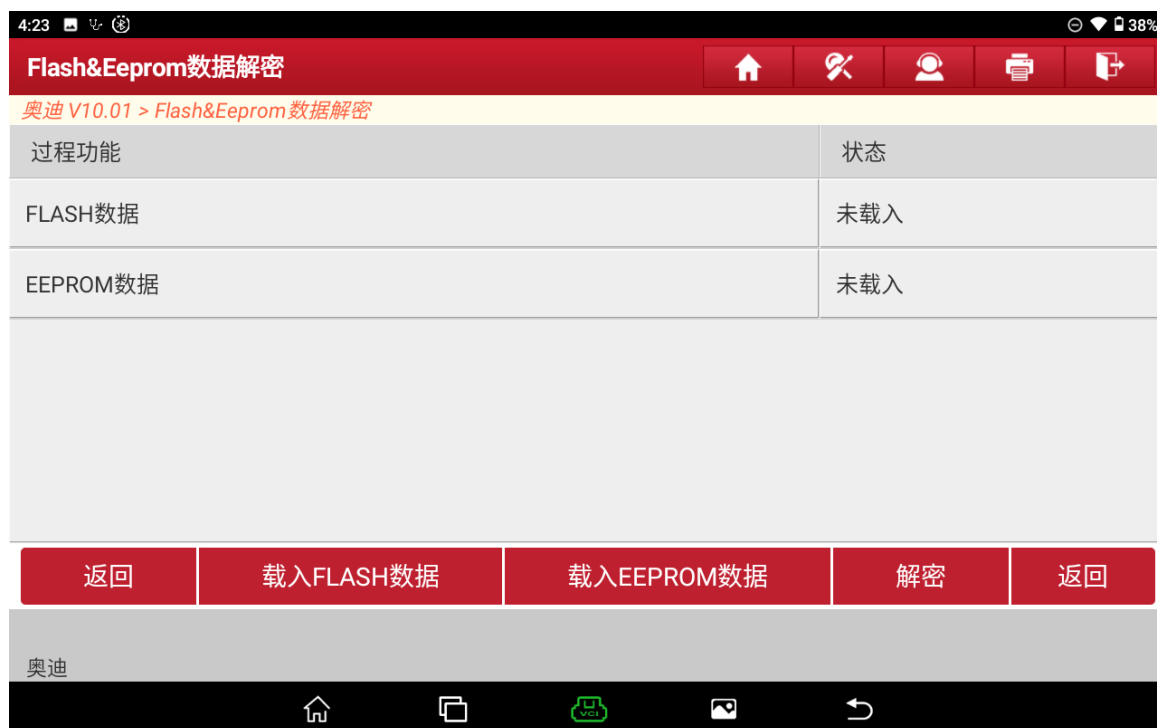 4:23 38%
Flash&Eeprom数据解密
奥迪 V10.01 > Flash&Eeprom数据解密
过程功能 状态
FLASH数据 未载入
EEPROM数据 未载入
返回 载入FLASH数据 载入EEPROM数据 解密 返回
奥迪
VCI